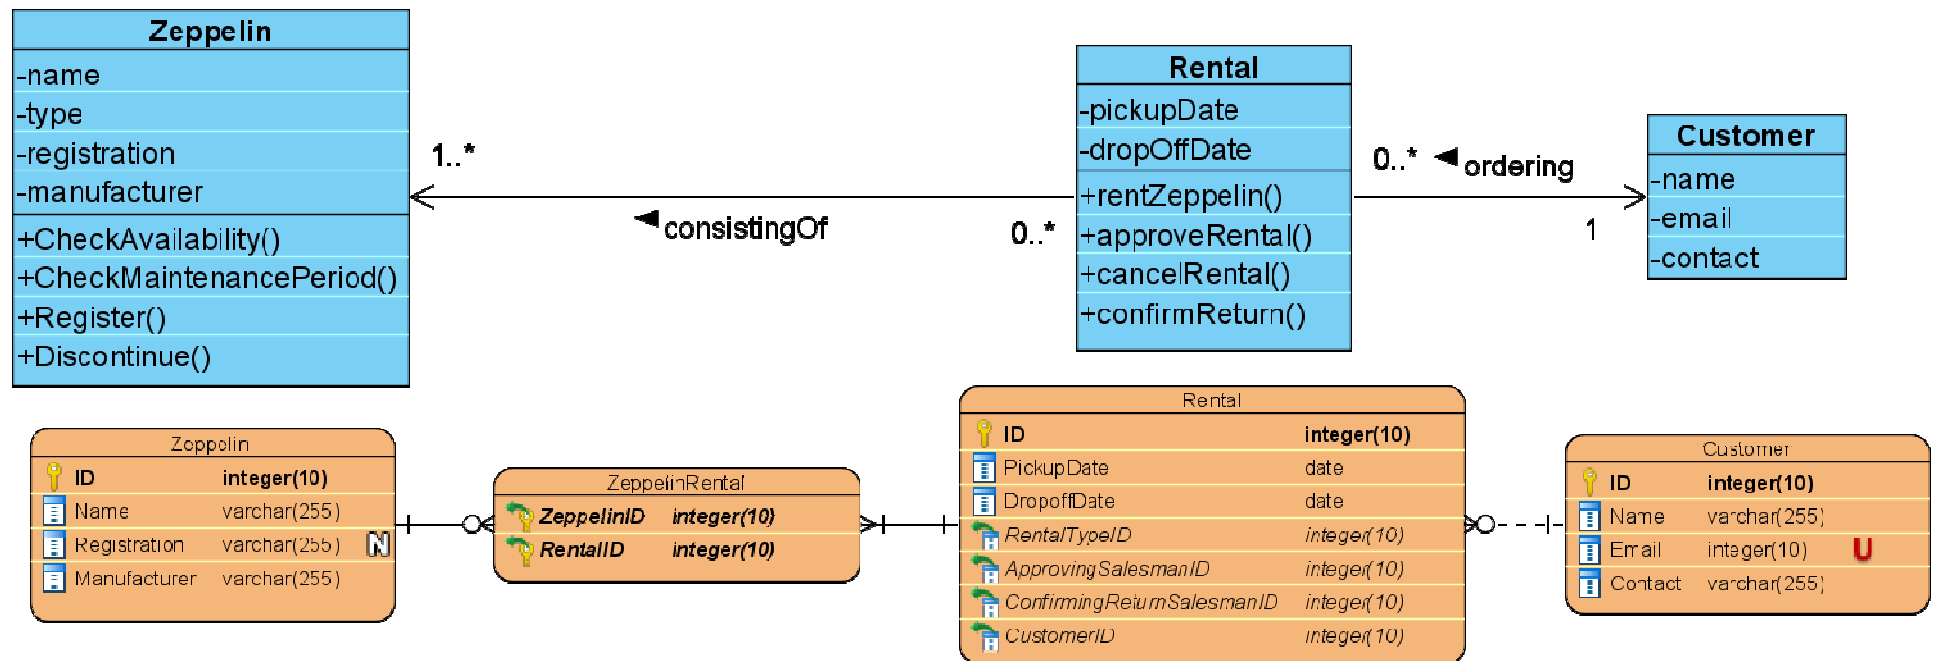 Zeppelin
-name
-type
-registration
-manufacturer
+CheckAvailability()
+CheckMaintenancePeriod()
+Register()
+Discontinue()
1..*
consistingOf
0..*
Rental
-pickupDate
-dropOffDate
+rentZeppelin()
+approveRental()
+cancelRental()
+confirmReturn()
0..*
ordering
1
Customer
-name
-email
-contact
Zeppelin
ID integer(10)
Name varchar(255)
Registration varchar(255) N
Manufacturer varchar(255)
ZeppelinRental
ZeppelinID integer(10)
RentalID integer(10)
Rental
ID integer(10)
PickupDate date
DropoffDate date
RentalTypeID integer(10)
ApprovingSalesmanID integer(10)
ConfirmingReturnSalesmanID integer(10)
CustomerID integer(10)
Customer
ID integer(10)
Name varchar(255)
Email integer(10) U
Contact varchar(255)